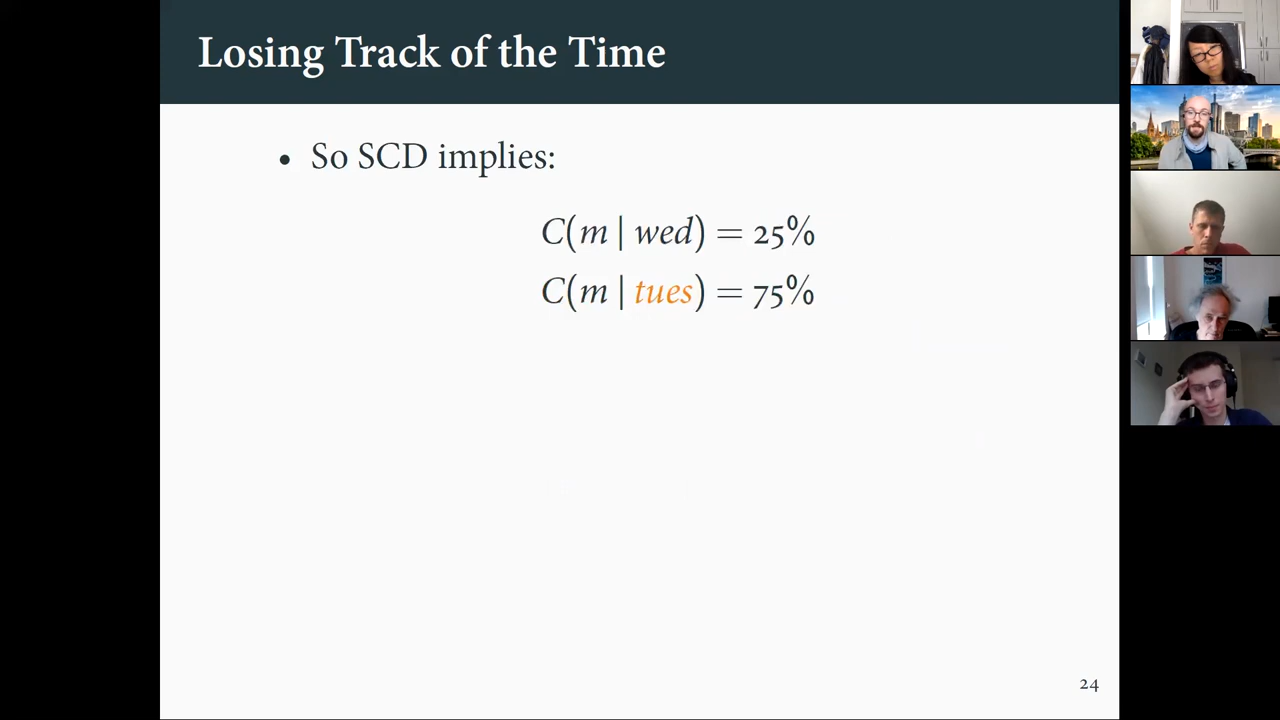 Losing Track of the Time
• So SCD implies:
C(m | wed) = 25%
C(m | tues) = 75%
24